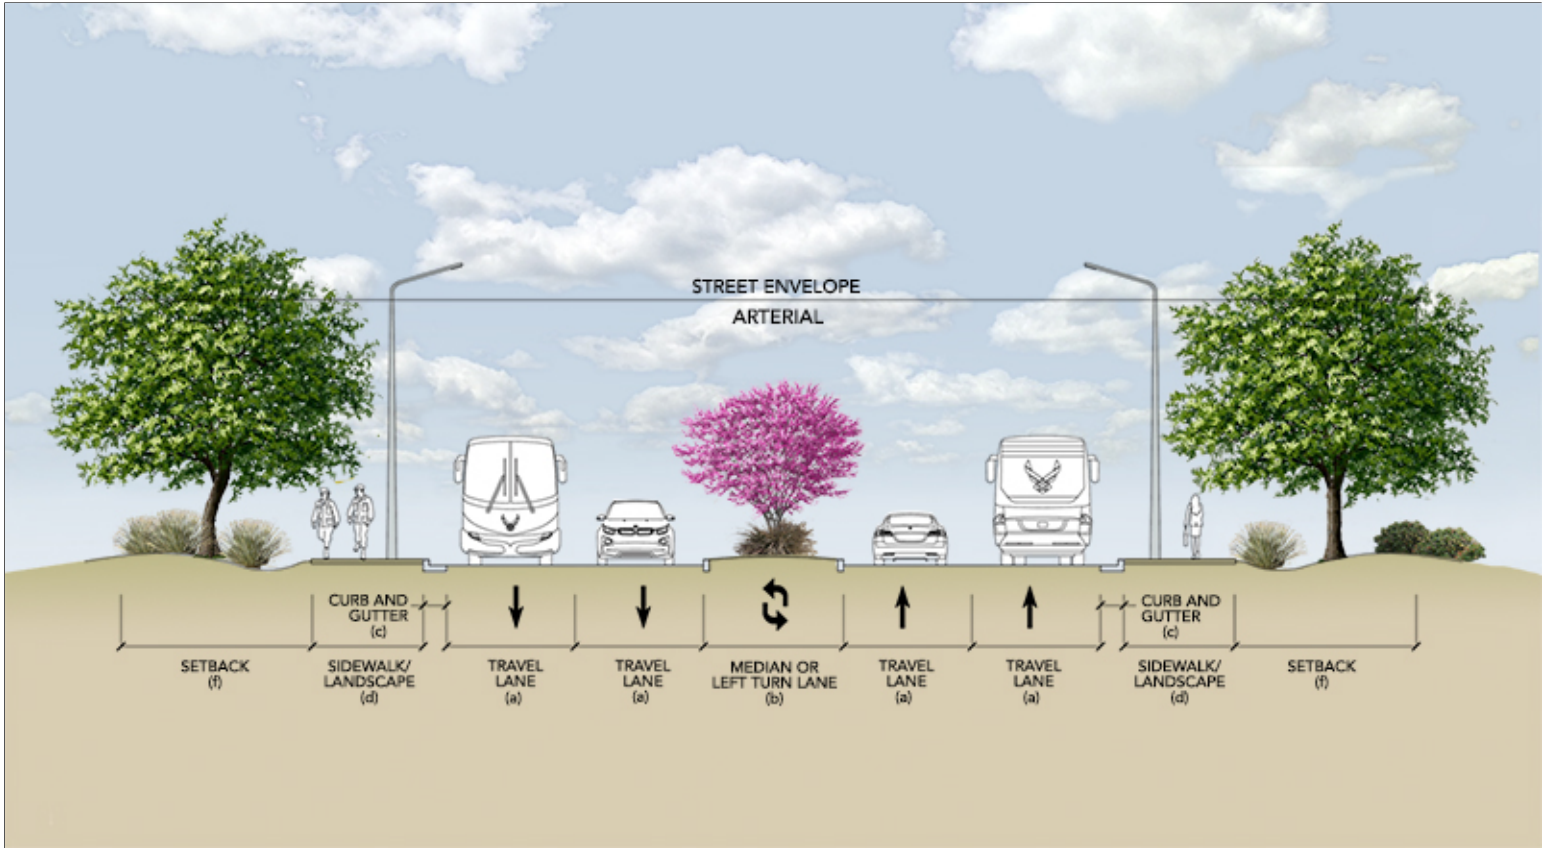 STREET ENVELOPE
ARTERIAL
CURB AND
GUTTER
(c)
CURB AND
GUTTER
(c)
SETBACK
(f)
SIDEWALK/
LANDSCAPE
(d)
TRAVEL
LANE
(a)
TRAVEL
LANE
(a)
MEDIAN OR
LEFT TURN LANE
(b)
TRAVEL
LANE
(a)
TRAVEL
LANE
(a)
SIDEWALK/
LANDSCAPE
(d)
SETBACK
(f)